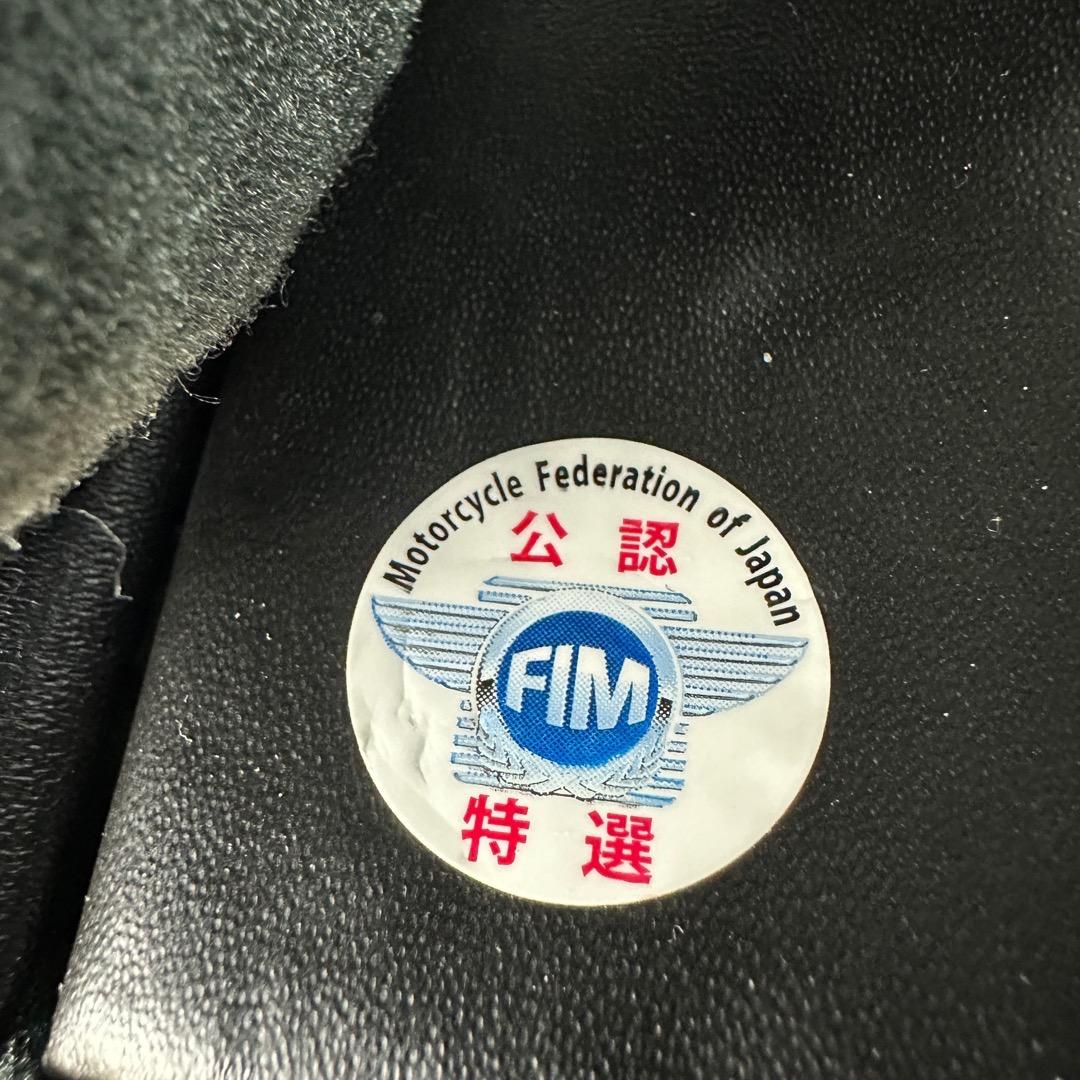 Motorcycle Federation of Japan
公認
FIM
特選